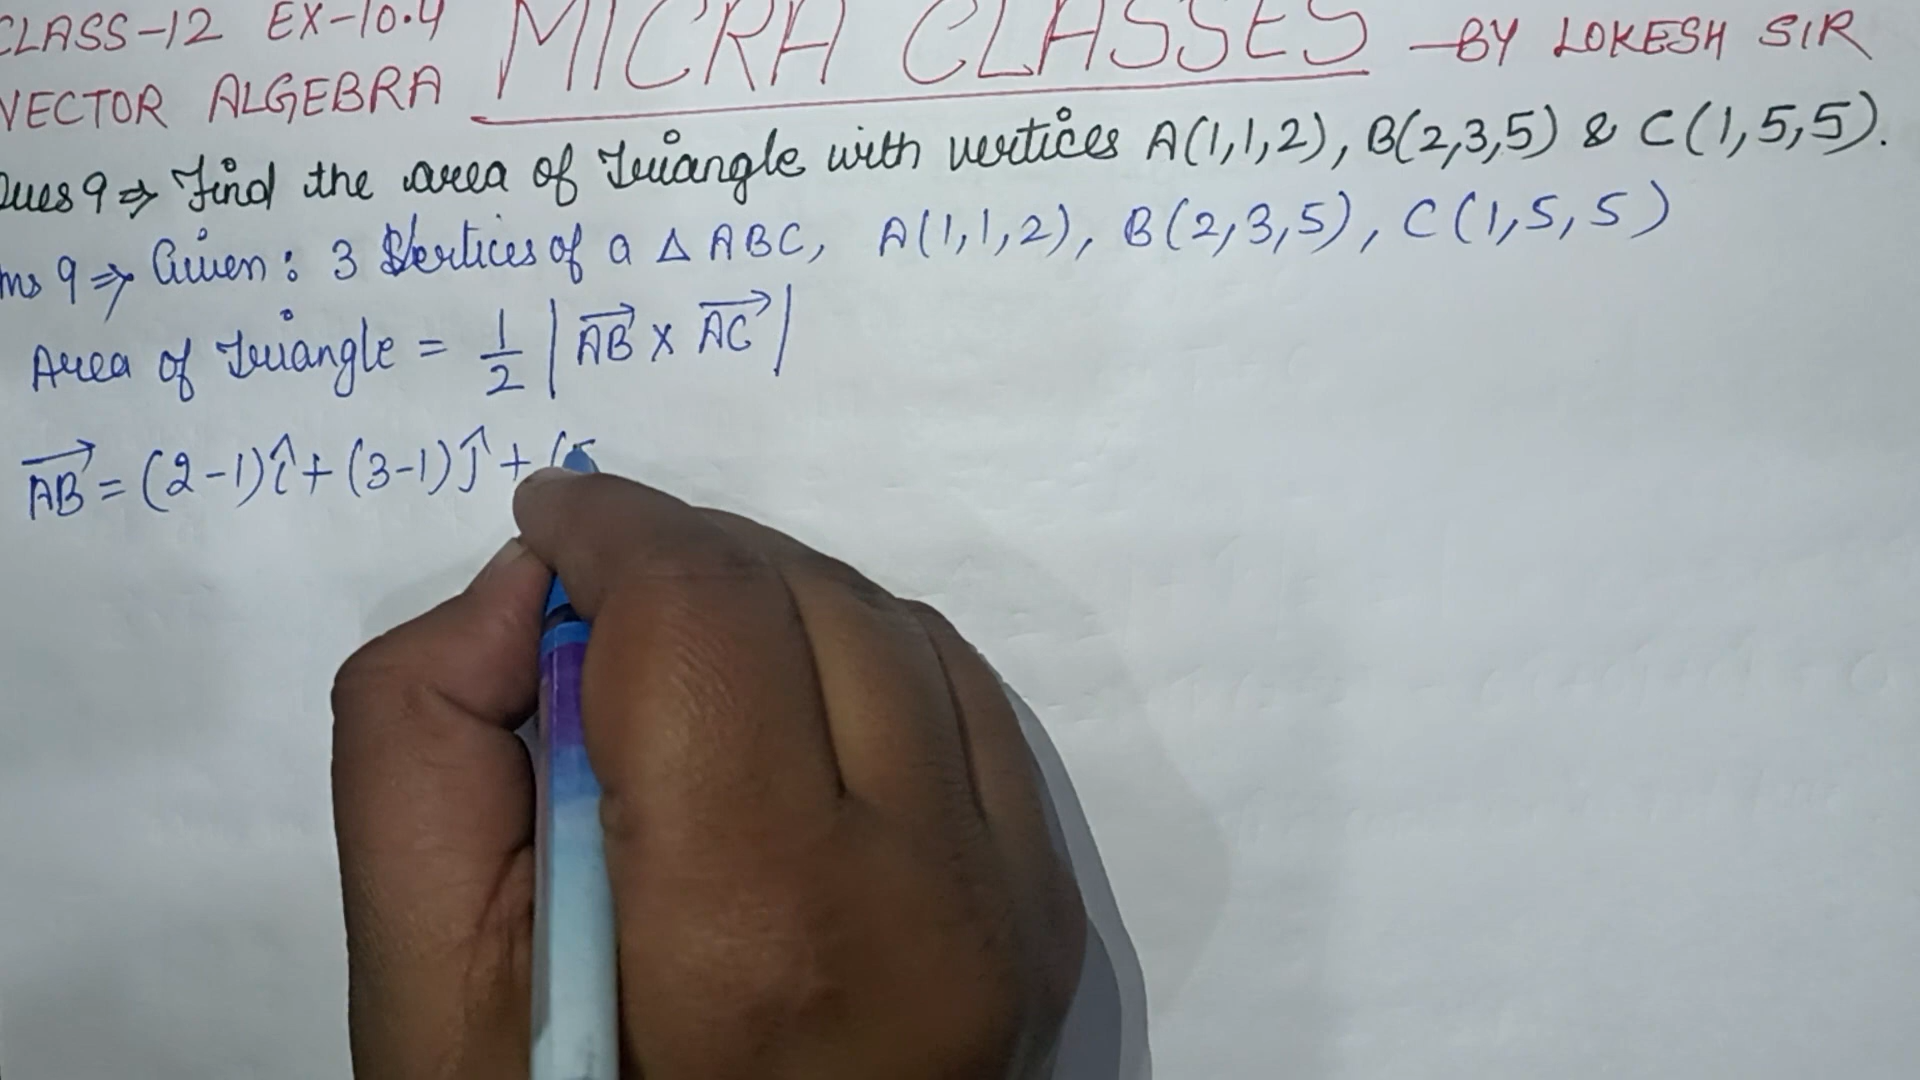 CLASS-12 EX-10.4 MICRA CLASSES -BY LOKESH SIR
VECTOR ALGEBRA
Ques 9 ⇒ Find the area of Triangle with vertices A(1,1,2), B(2,3,5) & C(1,5,5).
Ans 9 ⇒ Given : 3 Vertices of a △ ABC, A(1,1,2), B(2,3,5), C(1,5,5)
Area of Triangle = 1/2 |AB→ × AC→|
AB→ = (2-1)î + (3-1)ĵ + (5